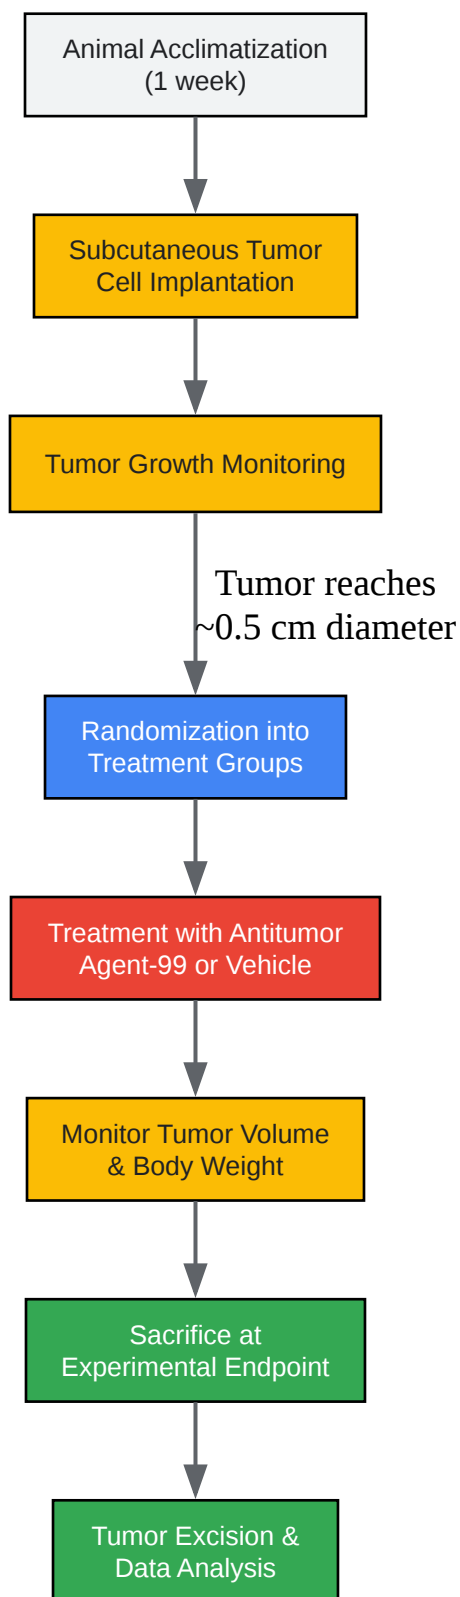 Animal Acclimatization
(1 week)
Subcutaneous Tumor
Cell Implantation
Tumor Growth Monitoring
Tumor reaches
~0.5 cm diameter
Randomization into
Treatment Groups
Treatment with Antitumor
Agent-99 or Vehicle
Monitor Tumor Volume
& Body Weight
Sacrifice at
Experimental Endpoint
Tumor Excision &
Data Analysis